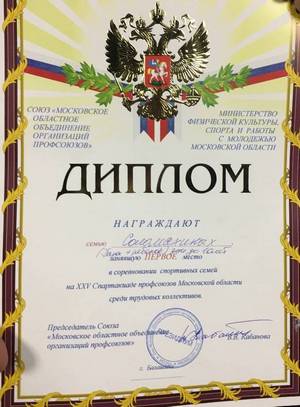 СОЮЗ «МОСКОВСКОЕ
ОБЛАСТНОЕ
ОБЪЕДИНЕНИЕ
ОРГАНИЗАЦИЙ
ПРОФСОЮЗОВ»
МИНИСТЕРСТВО
ФИЗИЧЕСКОЙ КУЛЬТУРЫ,
СПОРТА И РАБОТЫ
С МОЛОДЕЖЬЮ
МОСКОВСКОЙ ОБЛАСТИ
ДИПЛОМ
НАГРАЖДАЮТ
семью
занявшую ПЕРВОЕ место
в соревновании спортивных семей
на XXV Спартакиаде профсоюзов Московской области
среди трудовых коллективов.
Председатель Союза
«Московское областное объединение
организаций профсоюзов»
В.В. Кабанова